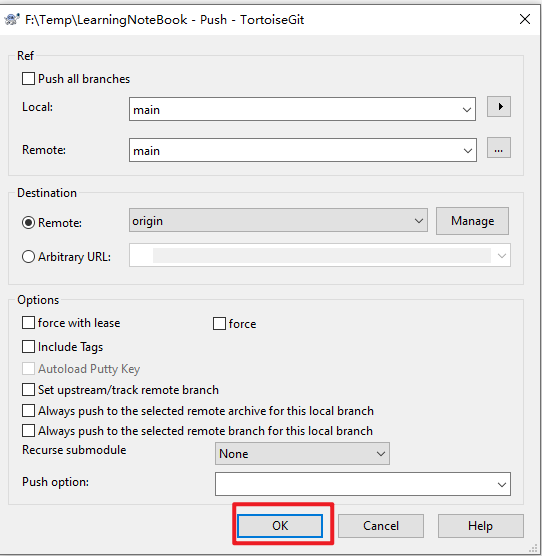 F:\Temp\LearningNoteBook - Push - TortoiseGit
Ref
Push all branches
Local: main
Remote: main ...
Destination
Remote: origin Manage
Arbitrary URL:
Options
force with lease force
Include Tags
Autoload Putty Key
Set upstream/track remote branch
Always push to the selected remote archive for this local branch
Always push to the selected remote branch for this local branch
Recurse submodule None
Push option:
OK Cancel Help